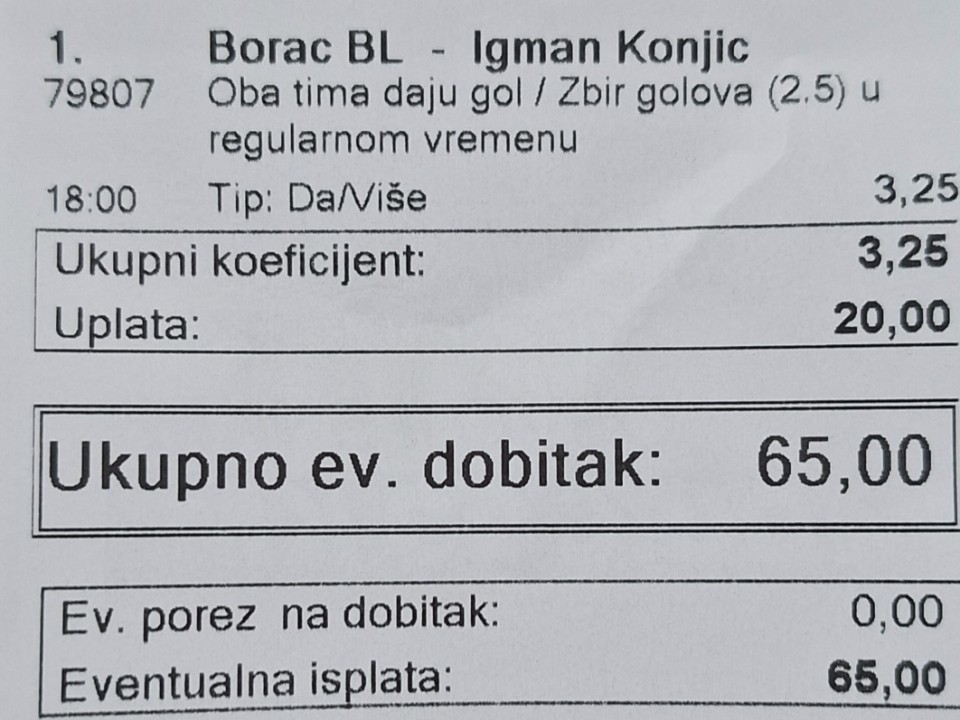 1. Borac BL - Igman Konjic
79807 Oba tima daju gol / Zbir golova (2.5) u
regularnom vremenu
18:00 Tip: Da/Više 3,25
Ukupni koeficijent: 3,25
Uplata: 20,00
Ukupno ev. dobitak: 65,00
Ev. porez na dobitak: 0,00
Eventualna isplata: 65,00